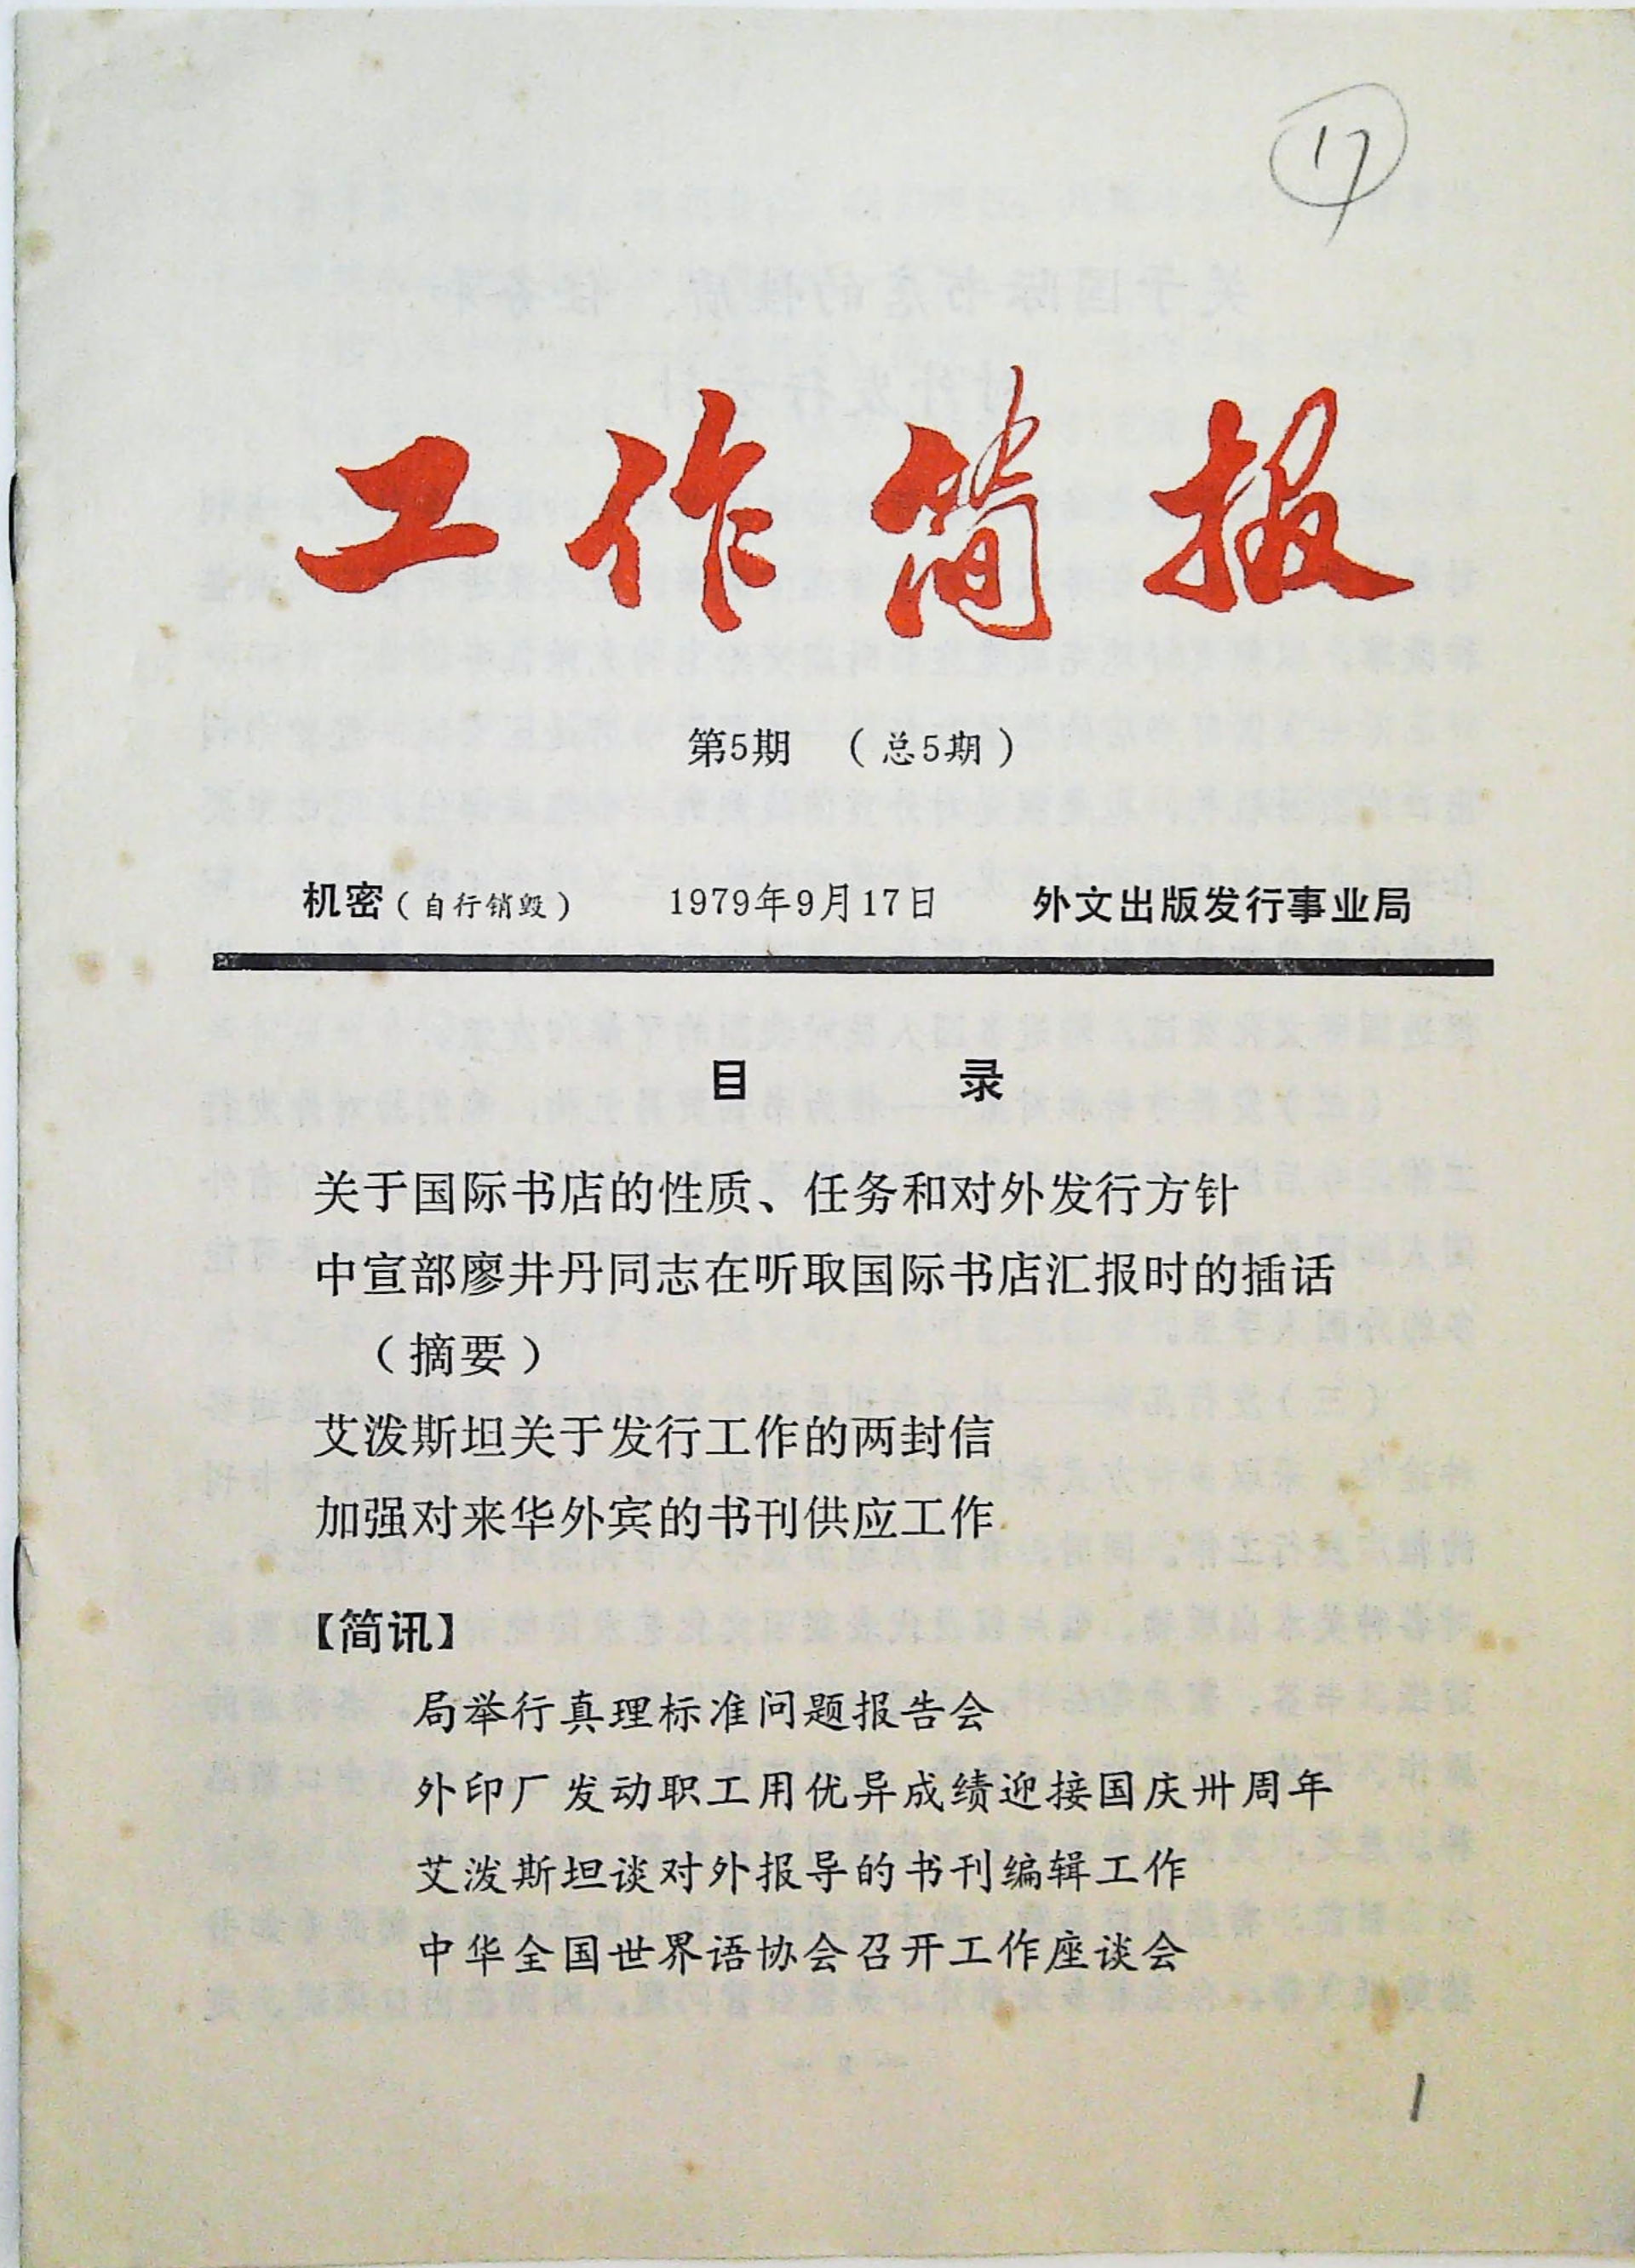 17
工作简报
第5期 （总5期）
机密（自行销毁） 1979年9月17日 外文出版发行事业局
目 录
关于国际书店的性质、任务和对外发行方针
中宣部廖井丹同志在听取国际书店汇报时的插话
（摘要）
艾泼斯坦关于发行工作的两封信
加强对来华外宾的书刊供应工作
【简讯】
局举行真理标准问题报告会
外印厂发动职工用优异成绩迎接国庆卅周年
艾泼斯坦谈对外报导的书刊编辑工作
中华全国世界语协会召开工作座谈会
1